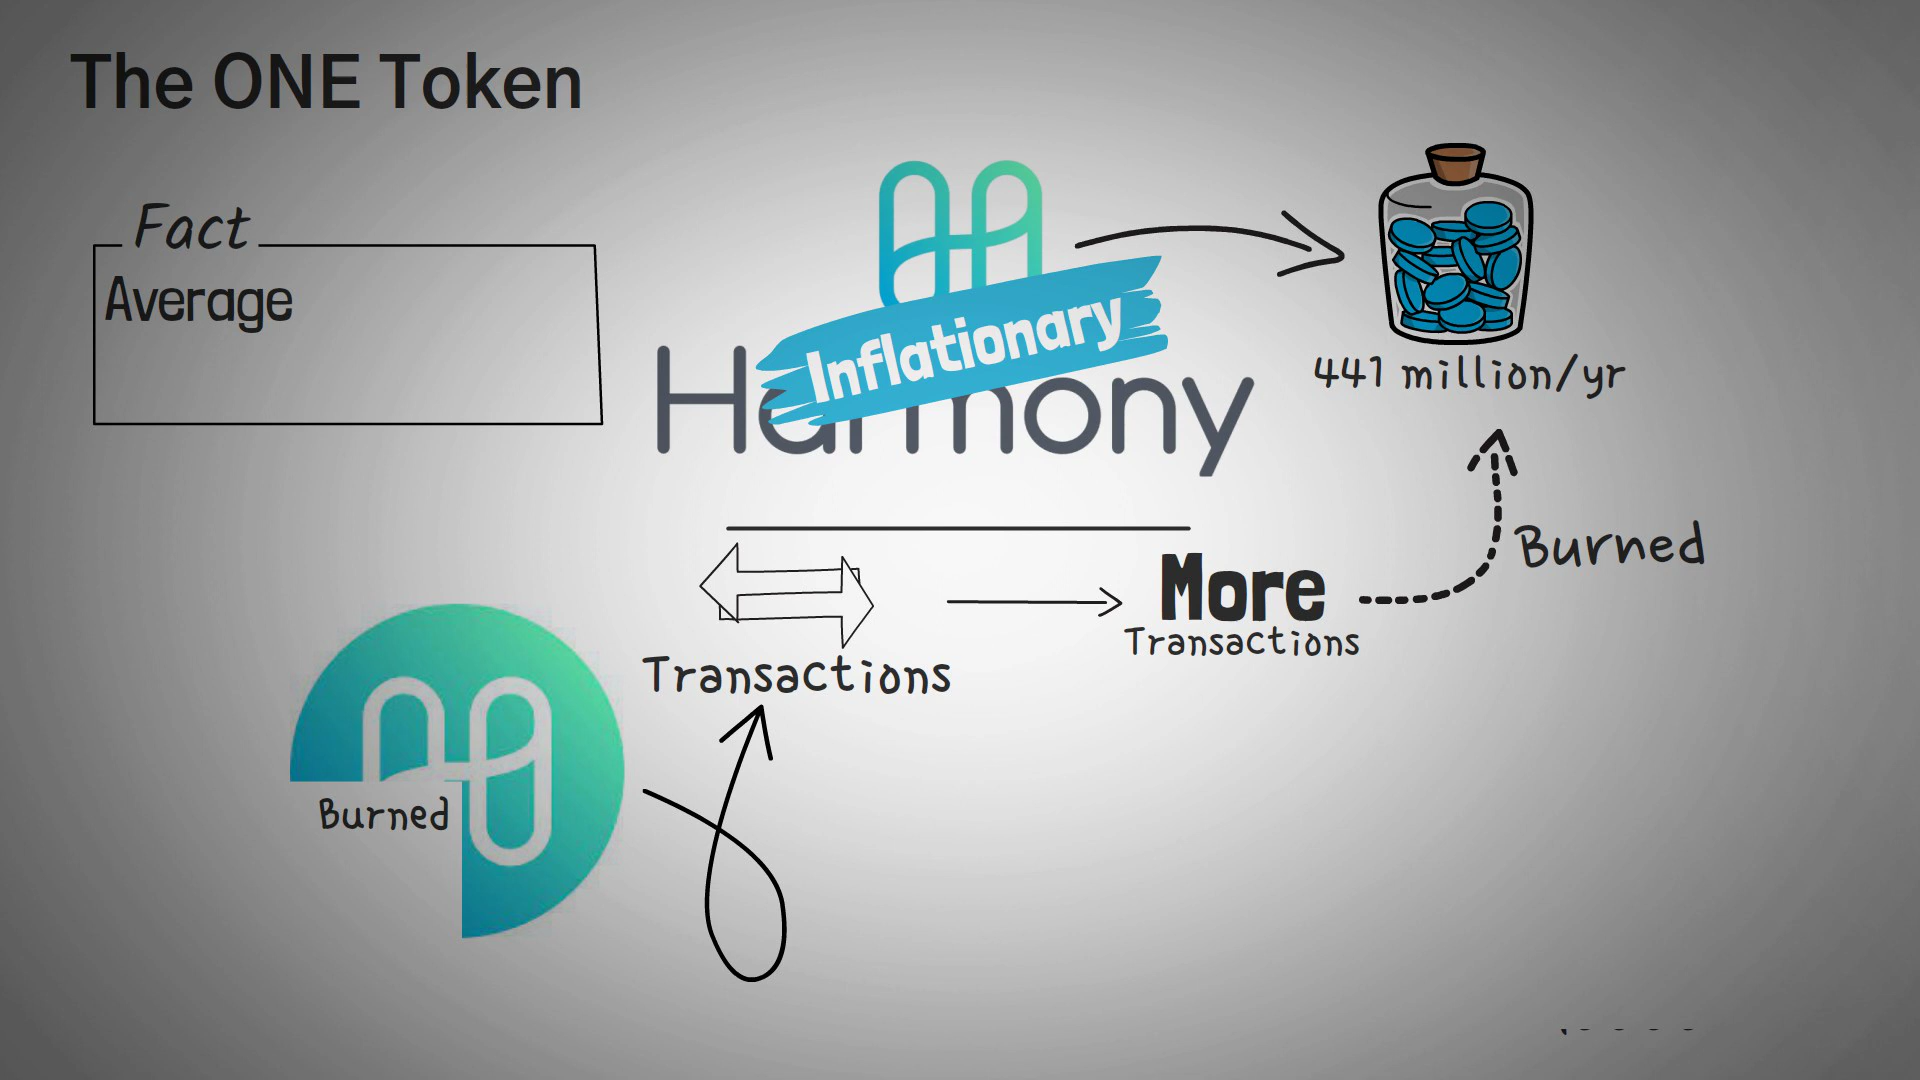 The ONE Token
Fact
Average
Inflationary
Harmony
441 million/yr
Burned
More
Transactions
Transactions
Burned